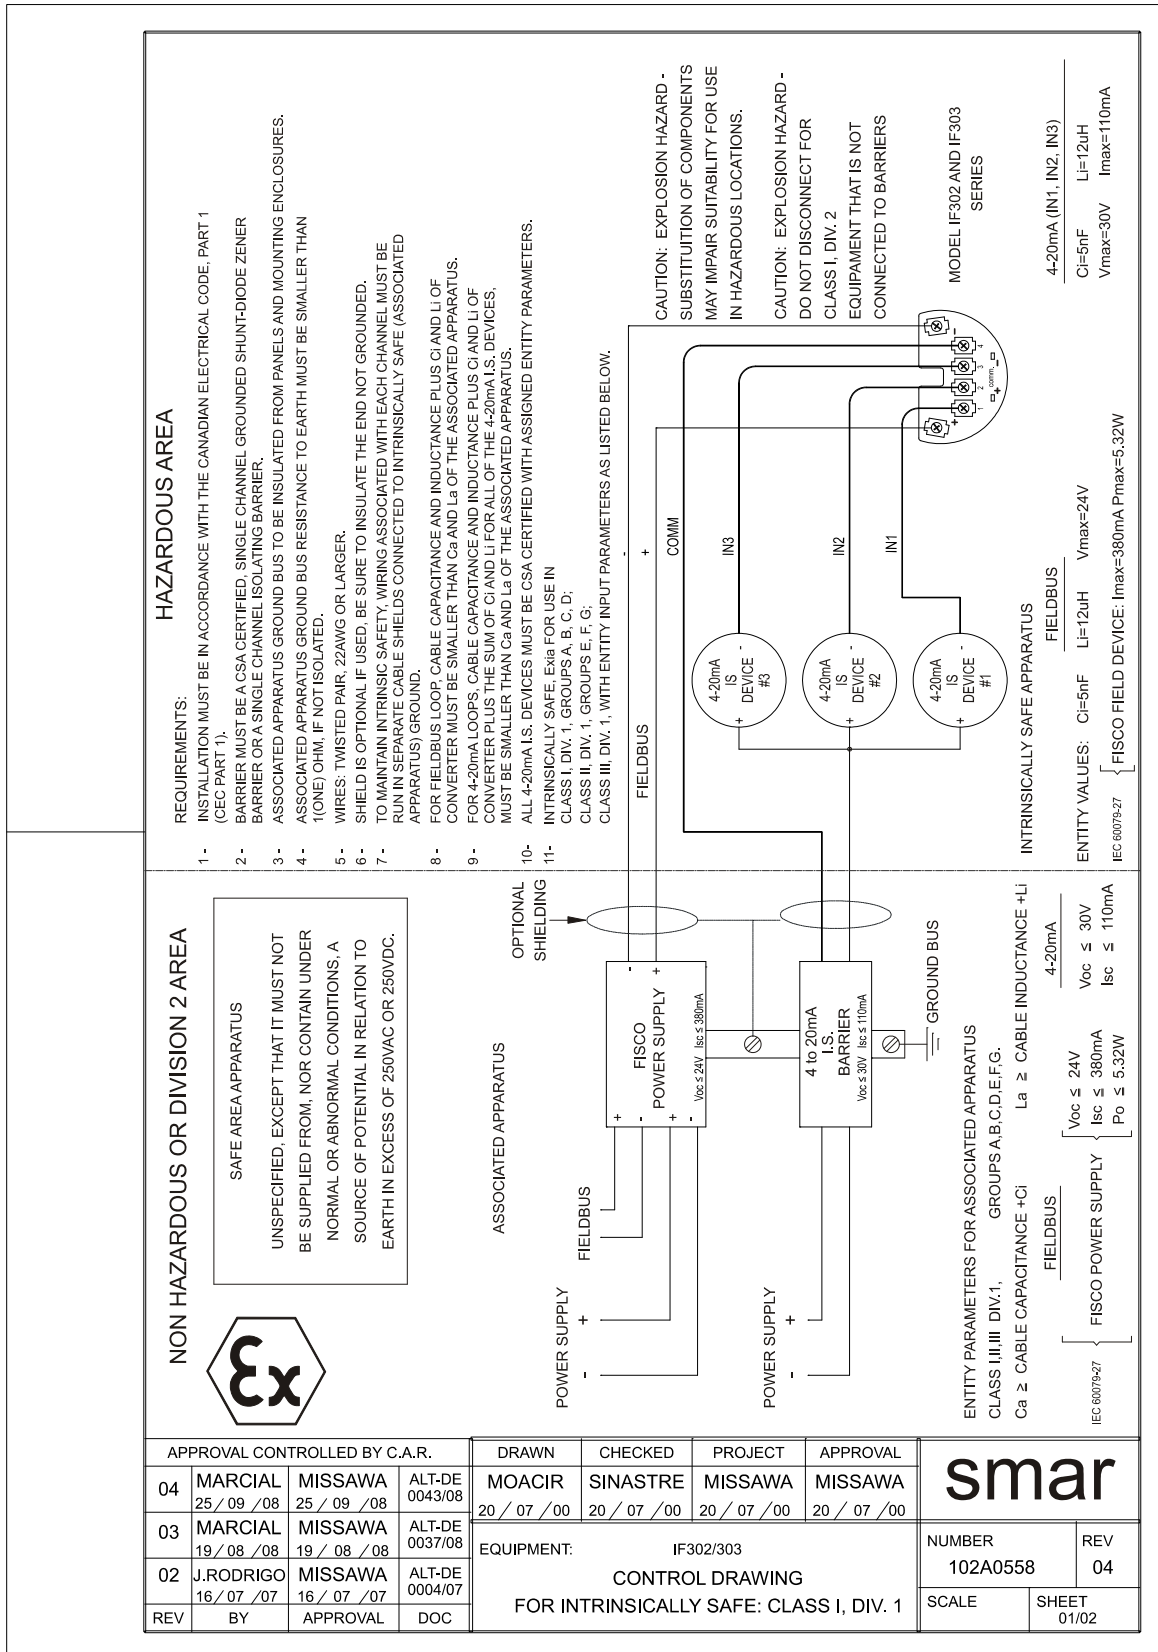 HAZARDOUS AREA
REQUIREMENTS:
1 - INSTALLATION MUST BE IN ACCORDANCE WITH THE CANADIAN ELECTRICAL CODE, PART 1
(CEC PART 1).
2 - BARRIER MUST BE A CSA CERTIFIED, SINGLE CHANNEL GROUNDED SHUNT-DIODE ZENER
BARRIER OR A SINGLE CHANNEL ISOLATING BARRIER.
3 - ASSOCIATED APPARATUS GROUND BUS TO BE INSULATED FROM PANELS AND MOUNTING ENCLOSURES.
4 - ASSOCIATED APPARATUS GROUND BUS RESISTANCE TO EARTH MUST BE SMALLER THAN
1(ONE) OHM, IF NOT ISOLATED.
5 - WIRES: TWISTED PAIR, 22AWG OR LARGER.
6 - SHIELD IS OPTIONAL IF USED, BE SURE TO INSULATE THE END NOT GROUNDED.
7 - TO MAINTAIN INTRINSIC SAFETY, WIRING ASSOCIATED WITH EACH CHANNEL MUST BE
RUN IN SEPARATE CABLE SHIELDS CONNECTED TO INTRINSICALLY SAFE (ASSOCIATED
APPARATUS) GROUND.
8 - FOR FIELDBUS LOOP, CABLE CAPACITANCE AND INDUCTANCE PLUS Ci AND Li OF
CONVERTER MUST BE SMALLER THAN Ca AND La OF THE ASSOCIATED APPARATUS.
9 - FOR 4-20mA LOOPS, CABLE CAPACITANCE AND INDUCTANCE PLUS Ci AND Li OF
CONVERTER PLUS THE SUM OF Ci AND Li FOR ALL OF THE 4-20mA I.S. DEVICES,
MUST BE SMALLER THAN Ca AND La OF THE ASSOCIATED APPARATUS.
10- ALL 4-20mA I.S. DEVICES MUST BE CSA CERTIFIED WITH ASSIGNED ENTITY PARAMETERS.
11- INTRINSICALLY SAFE, Exia FOR USE IN
CLASS I, DIV. 1, GROUPS A, B, C, D;
CLASS II, DIV. 1, GROUPS E, F, G;
CLASS III, DIV. 1, WITH ENTITY INPUT PARAMETERS AS LISTED BELOW.
CAUTION: EXPLOSION HAZARD -
SUBSTITUITION OF COMPONENTS
MAY IMPAIR SUITABILITY FOR USE
IN HAZARDOUS LOCATIONS.
CAUTION: EXPLOSION HAZARD -
DO NOT DISCONNECT FOR
CLASS I, DIV. 2
EQUIPAMENT THAT IS NOT
CONNECTED TO BARRIERS
MODEL IF302 AND IF303
SERIES
FIELDBUS
-
+
COMM
IN3
IN2
IN1
- 4 3 2 1 +
- comm. +
+ 4-20mA -
IS
DEVICE
#3
+ 4-20mA -
IS
DEVICE
#2
+ 4-20mA -
IS
DEVICE
#1
INTRINSICALLY SAFE APPARATUS
FIELDBUS
ENTITY VALUES: Ci=5nF Li=12uH Vmax=24V
IEC 60079-27 FISCO FIELD DEVICE: Imax=380mA Pmax=5.32W
4-20mA (IN1, IN2, IN3)
Ci=5nF Li=12uH
Vmax=30V Imax=110mA
NON HAZARDOUS OR DIVISION 2 AREA
Ex
SAFE AREA APPARATUS
UNSPECIFIED, EXCEPT THAT IT MUST NOT
BE SUPPLIED FROM, NOR CONTAIN UNDER
NORMAL OR ABNORMAL CONDITIONS, A
SOURCE OF POTENTIAL IN RELATION TO
EARTH IN EXCESS OF 250VAC OR 250VDC.
OPTIONAL
SHIELDING
ASSOCIATED APPARATUS
FIELDBUS
POWER SUPPLY
+
-
+ -
FISCO
POWER SUPPLY
+ - + - +
-
Voc ≤ 24V Isc ≤ 380mA
POWER SUPPLY
+
-
4 to 20mA
I.S.
BARRIER
Voc ≤ 30V Isc ≤ 110mA
GROUND BUS
ENTITY PARAMETERS FOR ASSOCIATED APPARATUS
CLASS I,II,III DIV.1, GROUPS A,B,C,D,E,F,G.
Ca ≥ CABLE CAPACITANCE +Ci La ≥ CABLE INDUCTANCE +Li
FIELDBUS
IEC 60079-27 FISCO POWER SUPPLY
Voc ≤ 24V
Isc ≤ 380mA
Po ≤ 5.32W
4-20mA
Voc ≤ 30V
Isc ≤ 110mA
APPROVAL CONTROLLED BY C.A.R.
04 MARCIAL MISSAWA ALT-DE
25 / 09 / 08 25 / 09 / 08 0043/08
03 MARCIAL MISSAWA ALT-DE
19 / 08 / 08 19 / 08 / 08 0037/08
02 J.RODRIGO MISSAWA ALT-DE
16 / 07 / 07 16 / 07 / 07 0004/07
REV BY APPROVAL DOC
DRAWN CHECKED PROJECT APPROVAL
MOACIR SINASTRE MISSAWA MISSAWA
20 / 07 / 00 20 / 07 / 00 20 / 07 / 00 20 / 07 / 00
EQUIPMENT: IF302/303
CONTROL DRAWING
FOR INTRINSICALLY SAFE: CLASS I, DIV. 1
smar
NUMBER REV
102A0558 04
SCALE SHEET
01/02